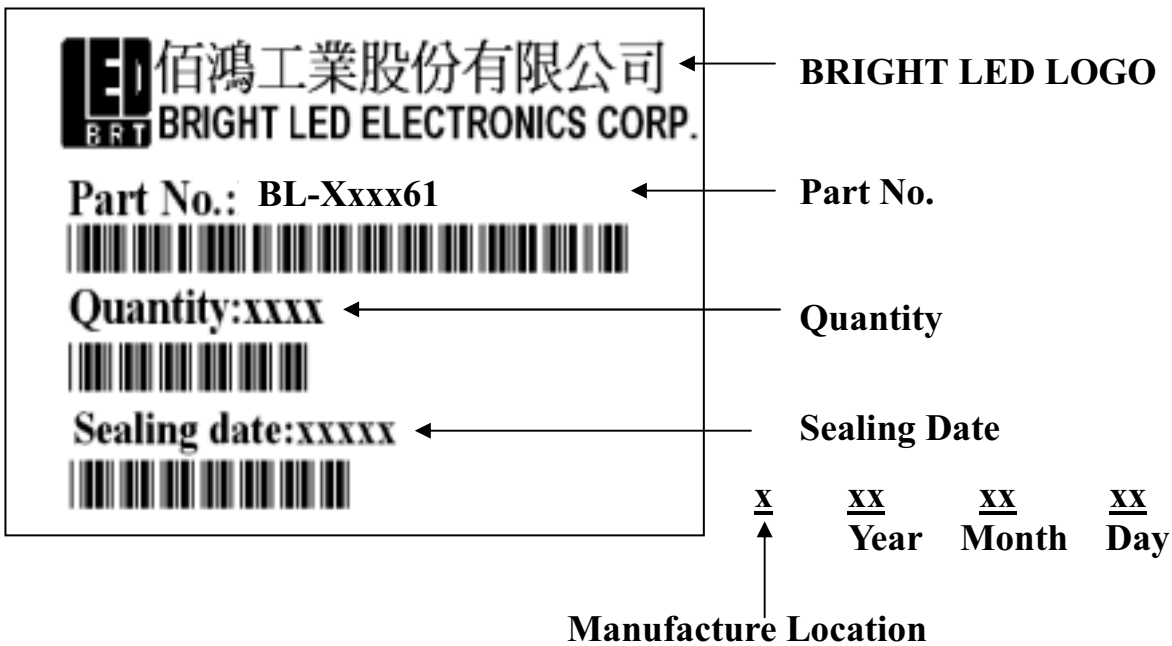 LED
BRT
佰鴻工業股份有限公司
BRIGHT LED ELECTRONICS CORP.
BRIGHT LED LOGO
Part No.: BL-Xxxx61
Part No.
Quantity:xxxx
Quantity
Sealing date:xxxxx
Sealing Date
x xx xx xx
Year Month Day
Manufacture Location